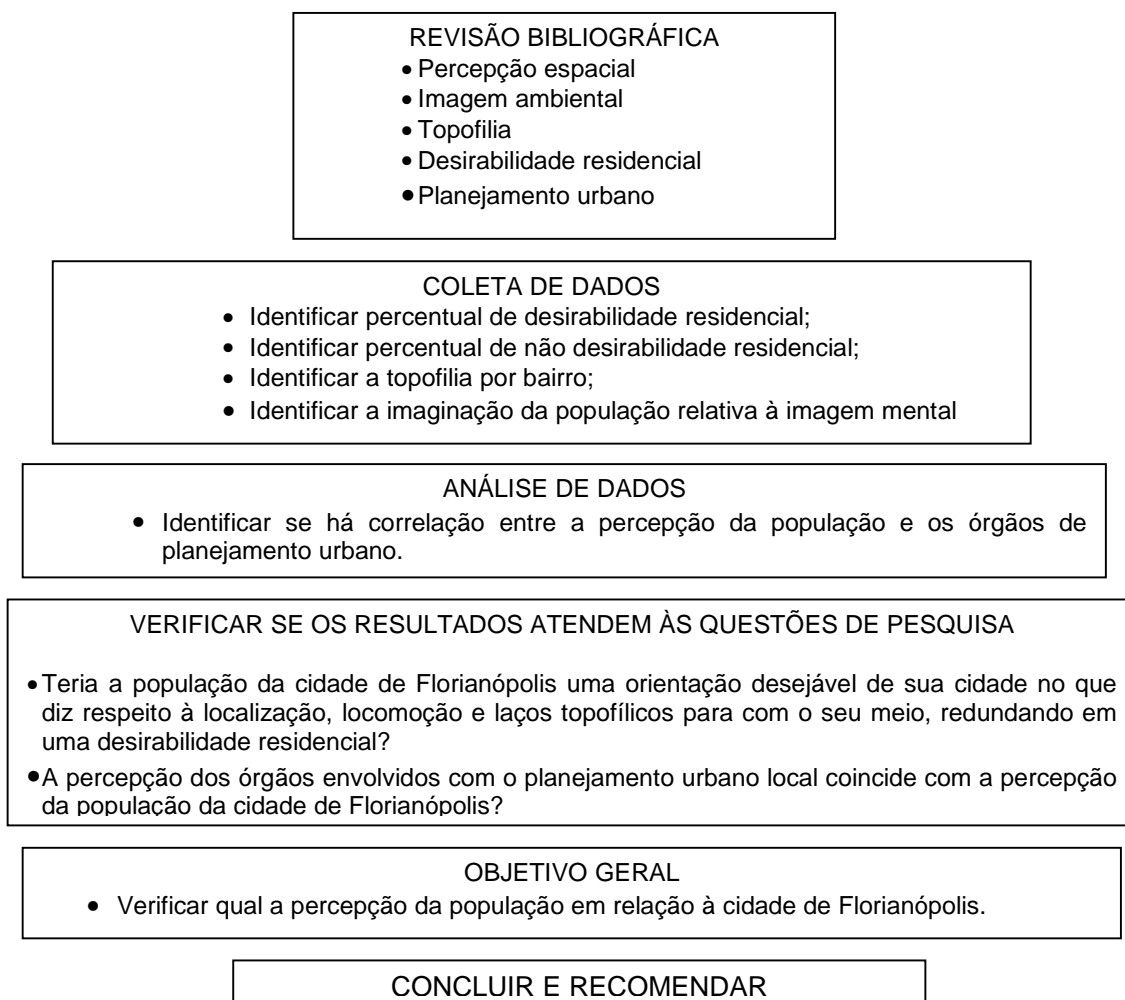 REVISÃO BIBLIOGRÁFICA
• Percepção espacial
• Imagem ambiental
• Topofilia
• Desirabilidade residencial
• Planejamento urbano
COLETA DE DADOS
• Identificar percentual de desirabilidade residencial;
• Identificar percentual de não desirabilidade residencial;
• Identificar a topofilia por bairro;
• Identificar a imaginação da população relativa à imagem mental
ANÁLISE DE DADOS
• Identificar se há correlação entre a percepção da população e os órgãos de
planejamento urbano.
VERIFICAR SE OS RESULTADOS ATENDEM ÀS QUESTÕES DE PESQUISA
• Teria a população da cidade de Florianópolis uma orientação desejável de sua cidade no que
diz respeito à localização, locomoção e laços topofílicos para com o seu meio, redundando em
uma desirabilidade residencial?
• A percepção dos órgãos envolvidos com o planejamento urbano local coincide com a percepção
da população da cidade de Florianópolis?
OBJETIVO GERAL
• Verificar qual a percepção da população em relação à cidade de Florianópolis.
CONCLUIR E RECOMENDAR